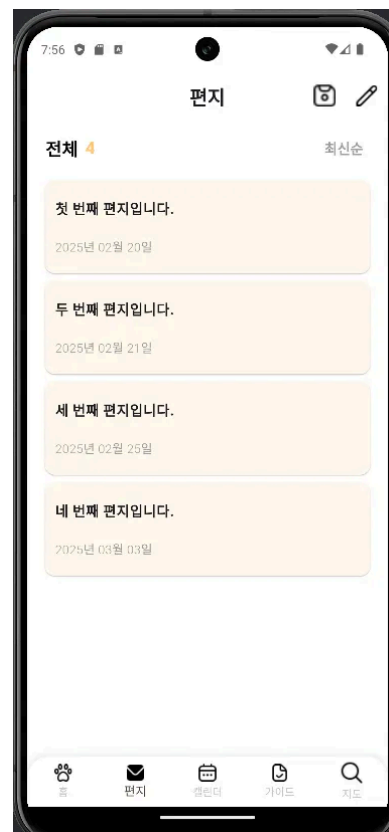 7:56
편지
전체 4
최신순
첫 번째 편지입니다.
2025년 02월 20일
두 번째 편지입니다.
2025년 02월 21일
세 번째 편지입니다.
2025년 02월 25일
네 번째 편지입니다.
2025년 03월 03일
홈 편지 캘린더 가이드 지도